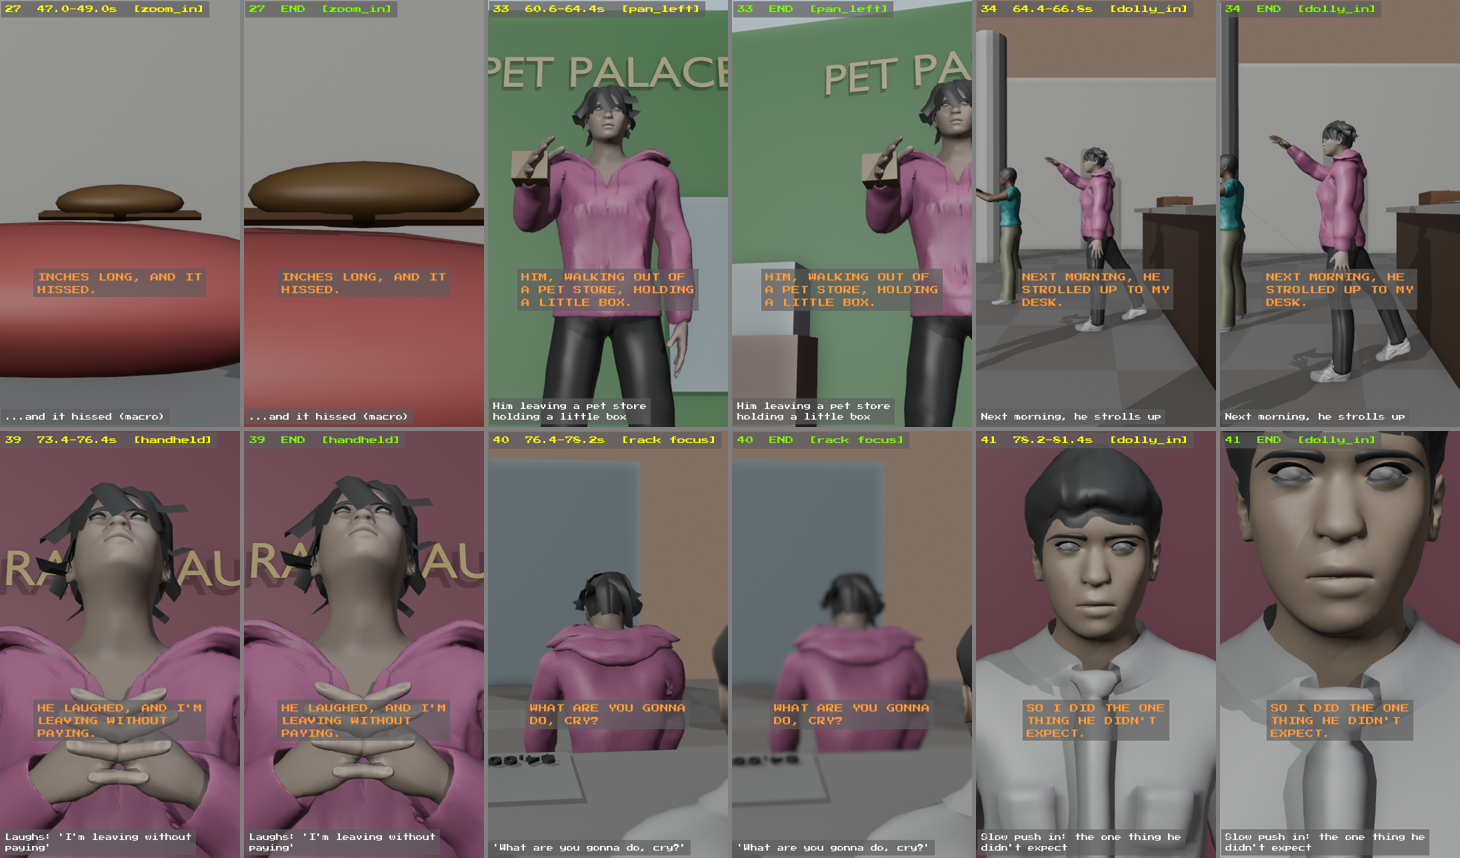 27 47.0-49.0s [zoom_in]
INCHES LONG, AND IT
HISSED.
...and it hissed (macro)
27 END [zoom_in]
INCHES LONG, AND IT
HISSED.
...and it hissed (macro)
33 60.6-64.4s [pan_left]
PET PALACE
HIM, WALKING OUT OF
A PET STORE, HOLDING
A LITTLE BOX.
Him leaving a pet store
holding a little box
33 END [pan_left]
PET PA
HIM, WALKING OUT OF
A PET STORE, HOLDING
A LITTLE BOX.
Him leaving a pet store
holding a little box
34 64.4-66.8s [dolly_in]
NEXT MORNING, HE
STROLLED UP TO MY
DESK.
Next morning, he strolls up
34 END [dolly_in]
NEXT MORNING, HE
STROLLED UP TO MY
DESK.
Next morning, he strolls up
39 73.4-76.4s [handheld]
RA AU
HE LAUGHED, AND I'M
LEAVING WITHOUT
PAYING.
Laughs: 'I'm leaving without
paying'
39 END [handheld]
RA AU
HE LAUGHED, AND I'M
LEAVING WITHOUT
PAYING.
Laughs: 'I'm leaving without
paying'
40 76.4-78.2s [rack focus]
WHAT ARE YOU GONNA
DO, CRY?
'What are you gonna do, cry?'
40 END [rack focus]
WHAT ARE YOU GONNA
DO, CRY?
'What are you gonna do, cry?'
41 78.2-81.4s [dolly_in]
SO I DID THE ONE
THING HE DIDN'T
EXPECT.
Slow push in: the one thing he
didn't expect
41 END [dolly_in]
SO I DID THE ONE
THING HE DIDN'T
EXPECT.
Slow push in: the one thing he
didn't expect